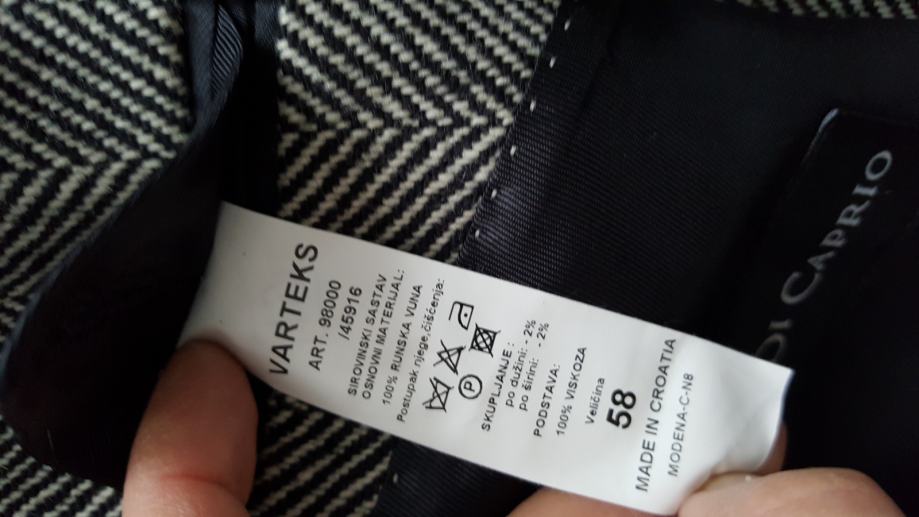 VARTEKS
ART. 98000
/45916
SIROVINSKI SASTAV
OSNOVNI MATERIJAL:
100% RUNSKA VUNA
Postupak njege,čišćenja:
P
SKUPLJANJE:
po dužini: - 2%
po širini: - 2%
PODSTAVA:
100% VISKOZA
Veličina
58
MADE IN CROATIA
MODENA-C-N8
DI CAPRIO